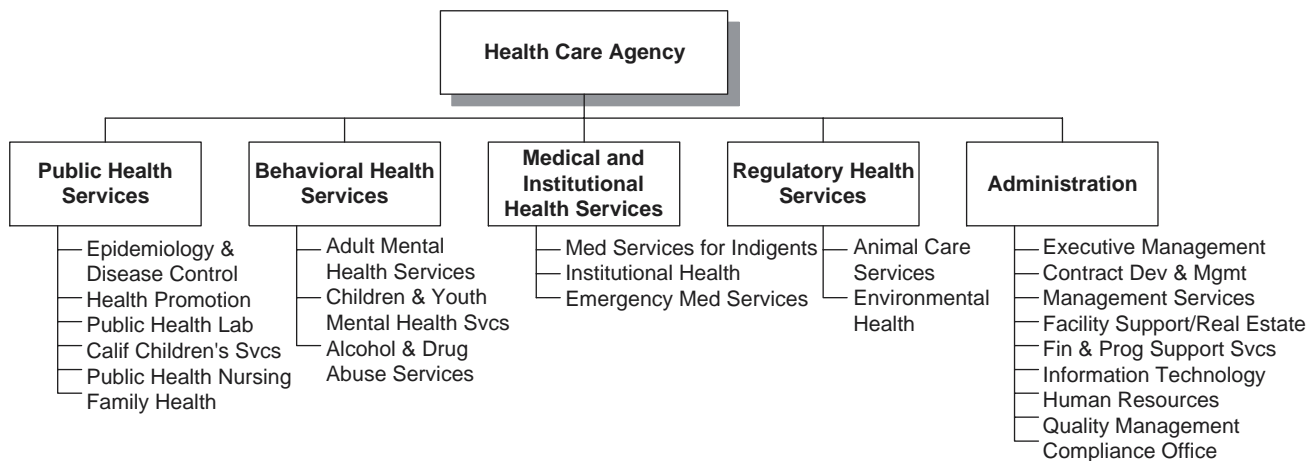 Health Care Agency
Public Health
Services
Behavioral Health
Services
Medical and
Institutional
Health Services
Regulatory Health
Services
Administration
Epidemiology &
Disease Control
Health Promotion
Public Health Lab
Calif Children's Svcs
Public Health Nursing
Family Health
Adult Mental
Health Services
Children & Youth
Mental Health Svcs
Alcohol & Drug
Abuse Services
Med Services for Indigents
Institutional Health
Emergency Med Services
Animal Care
Services
Environmental
Health
Executive Management
Contract Dev & Mgmt
Management Services
Facility Support/Real Estate
Fin & Prog Support Svcs
Information Technology
Human Resources
Quality Management
Compliance Office